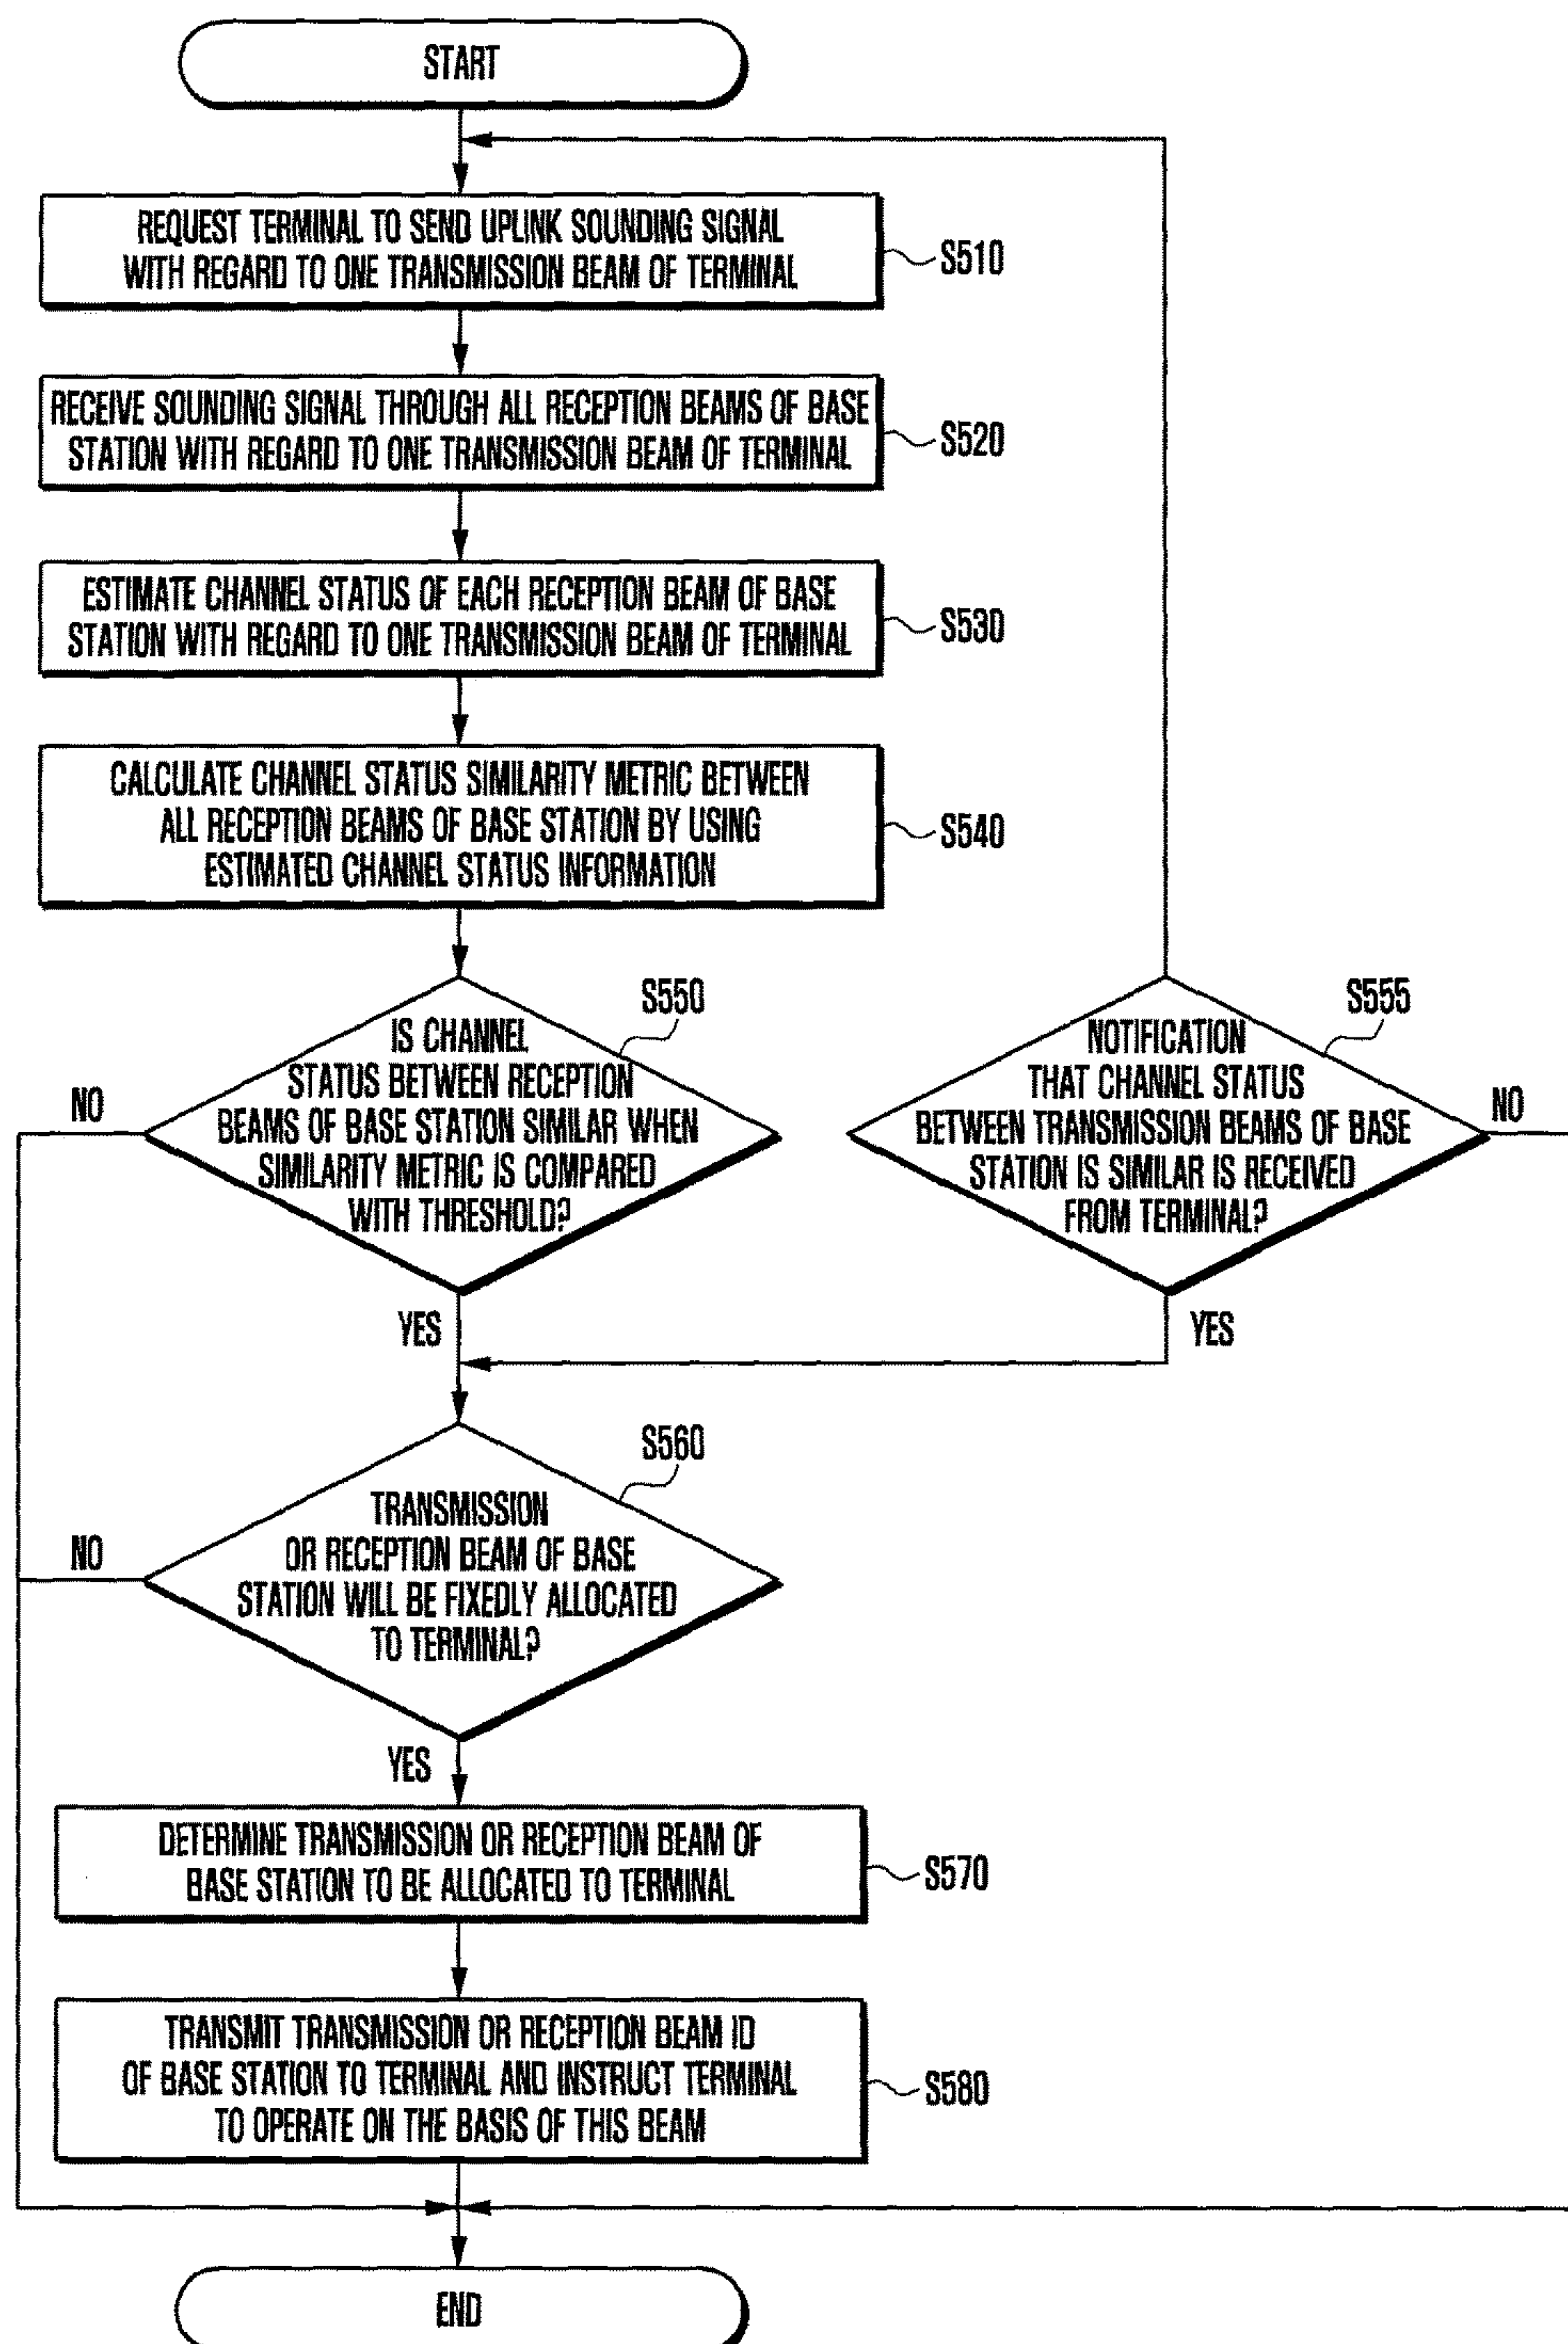 START
REQUEST TERMINAL TO SEND UPLINK SOUNDING SIGNAL
WITH REGARD TO ONE TRANSMISSION BEAM OF TERMINAL
S510
RECEIVE SOUNDING SIGNAL THROUGH ALL RECEPTION BEAMS OF BASE
STATION WITH REGARD TO ONE TRANSMISSION BEAM OF TERMINAL
S520
ESTIMATE CHANNEL STATUS OF EACH RECEPTION BEAM OF BASE
STATION WITH REGARD TO ONE TRANSMISSION BEAM OF TERMINAL
S530
CALCULATE CHANNEL STATUS SIMILARITY METRIC BETWEEN
ALL RECEPTION BEAMS OF BASE STATION BY USING
ESTIMATED CHANNEL STATUS INFORMATION
S540
S550
IS CHANNEL
STATUS BETWEEN RECEPTION
BEAMS OF BASE STATION SIMILAR WHEN
SIMILARITY METRIC IS COMPARED
WITH THRESHOLD?
NO
YES
S555
NOTIFICATION
THAT CHANNEL STATUS
BETWEEN TRANSMISSION BEAMS OF BASE
STATION IS SIMILAR IS RECEIVED
FROM TERMINAL?
NO
YES
S560
TRANSMISSION
OR RECEPTION BEAM OF BASE
STATION WILL BE FIXEDLY ALLOCATED
TO TERMINAL?
NO
YES
DETERMINE TRANSMISSION OR RECEPTION BEAM OF
BASE STATION TO BE ALLOCATED TO TERMINAL
S570
TRANSMIT TRANSMISSION OR RECEPTION BEAM ID
OF BASE STATION TO TERMINAL AND INSTRUCT TERMINAL
TO OPERATE ON THE BASIS OF THIS BEAM
S580
END